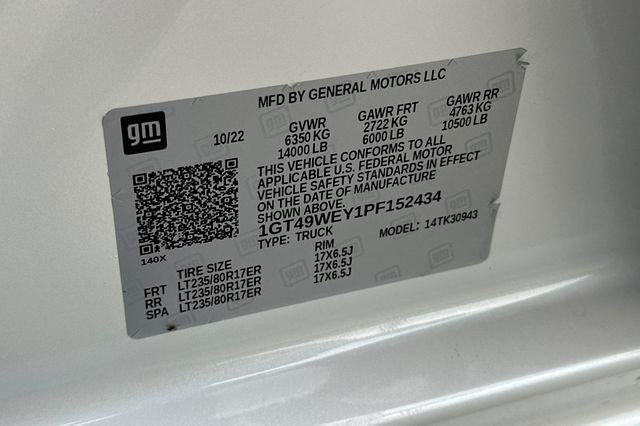 MFD BY GENERAL MOTORS LLC
gm
10/22
GVWR
6350 KG
14000 LB
GAWR FRT
2722 KG
6000 LB
GAWR RR
4763 KG
10500 LB
THIS VEHICLE CONFORMS TO ALL
APPLICABLE U.S. FEDERAL MOTOR
VEHICLE SAFETY STANDARDS IN EFFECT
ON THE DATE OF MANUFACTURE
SHOWN ABOVE.
1GT49WEY1PF152434
TYPE: TRUCK
MODEL: 14TK30943
140X
TIRE SIZE RIM
FRT LT235/80R17ER 17X6.5J
RR LT235/80R17ER 17X6.5J
SPA LT235/80R17ER 17X6.5J